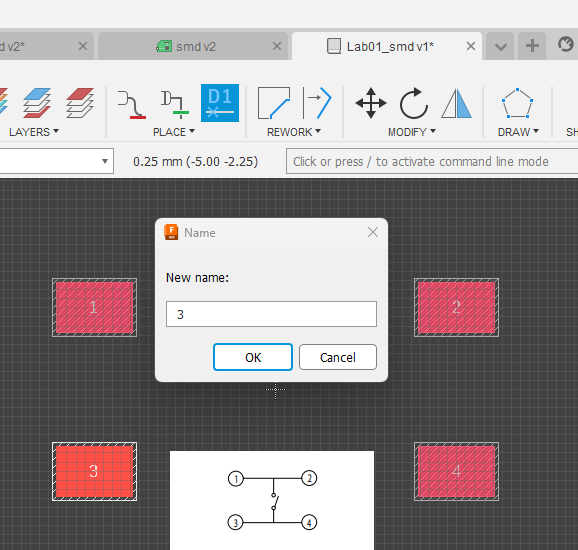 d v2*
smd v2
Lab01_smd v1*
D1
LAYERS
PLACE
REWORK
MODIFY
DRAW
SH
0.25 mm (-5.00 -2.25)
Click or press / to activate command line mode
F
Name
New name:
3
OK
Cancel
1
2
3
4
1
2
3
4